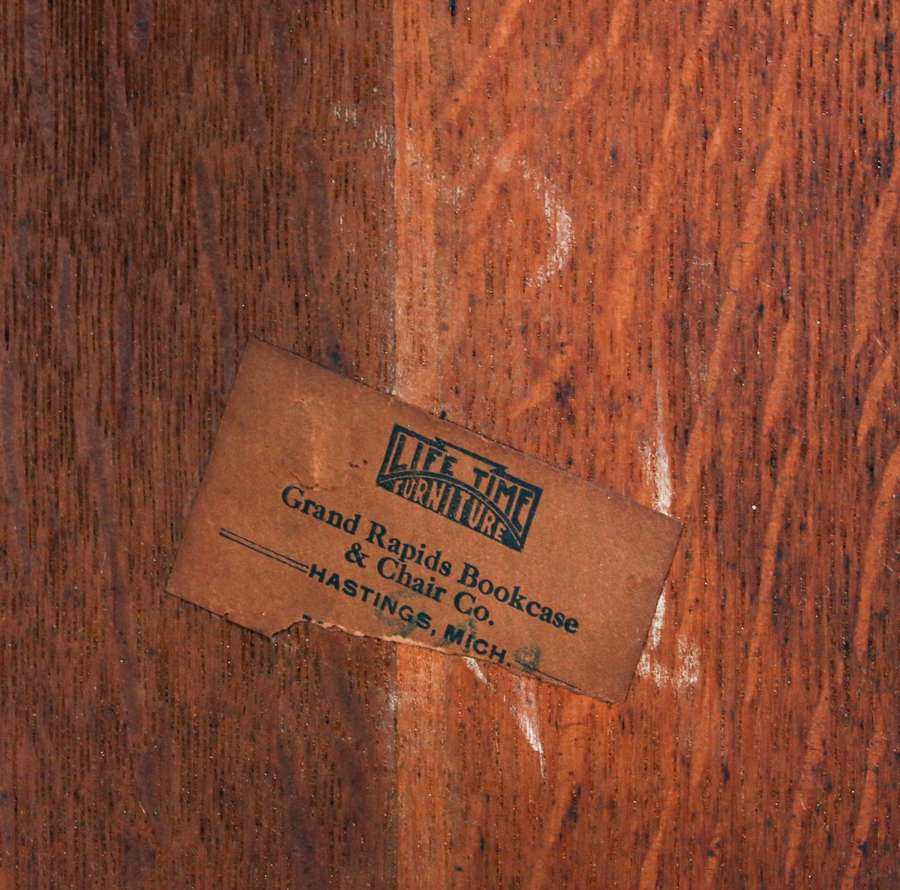 LIFE TIME
FURNITURE
Grand Rapids Bookcase
& Chair Co.
HASTINGS, MICH.